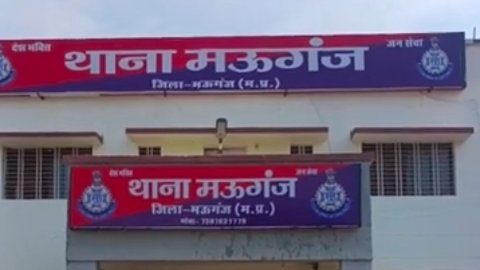 देश भक्ति जन सेवा
थाना मऊगंज
जिला-मऊगंज (म.प्र.)
देश भक्ति जन सेवा
थाना मऊगंज
जिला-मऊगंज (म.प्र.)